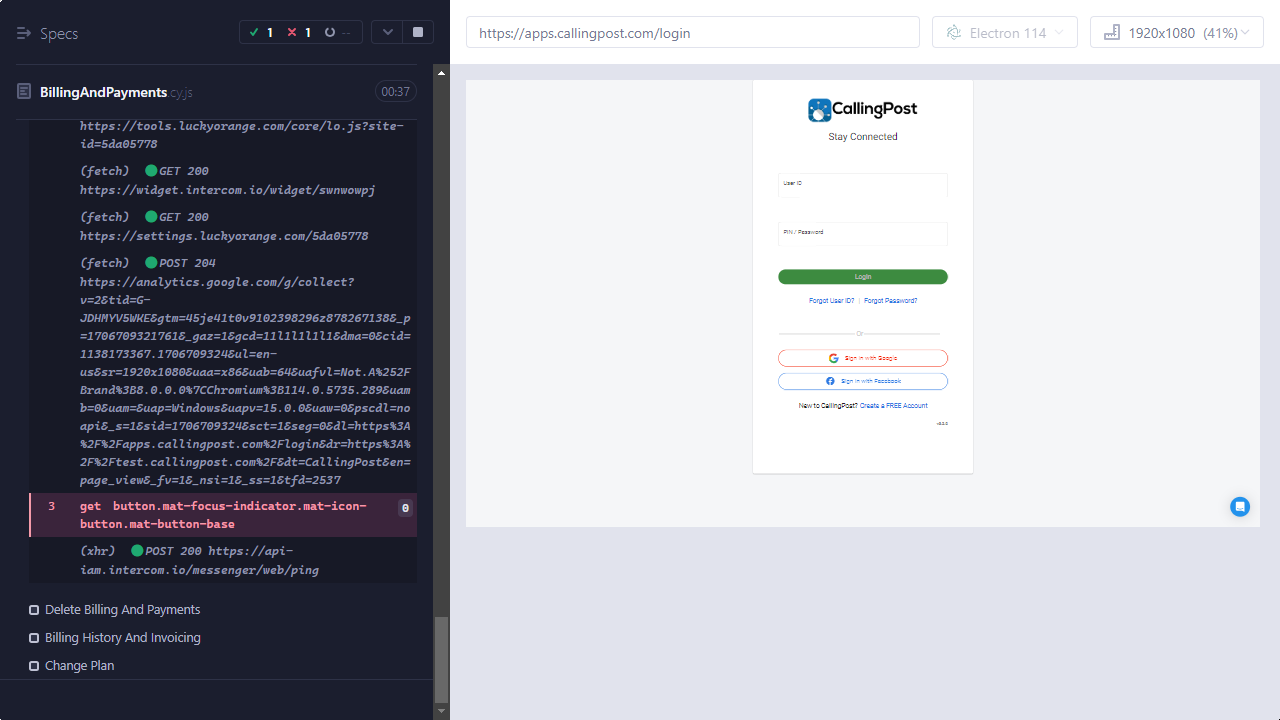 Specs
1
1
--
BillingAndPayments.cy.js
00:37
https://tools.luckyorange.com/core/lo.js?site-
id=5da05778
(fetch) GET 200
https://widget.intercom.io/widget/swnwowpj
(fetch) GET 200
https://settings.luckyorange.com/5da05778
(fetch) POST 204
https://analytics.google.com/g/collect?
v=2&tid=G-
JDHMYV5WKE&gtm=45je41t0v9102398296z878267138&_p
=1706709321761&_gaz=1&gcd=11l1l1l1l1&dma=0&cid=
1138173367.1706709324&ul=en-
us&sr=1920x1080&uaa=x86&uab=64&uafvl=Not.A%252F
Brand%3B8.0.0.0%7CChromium%3B114.0.5735.289&uam
b=0&uam=&uap=Windows&uapv=15.0.0&uaw=0&pscdl=no
api&_s=1&sid=1706709324&sct=1&seg=0&dl=https%3A
%2F%2Fapps.callingpost.com%2Flogin&dr=https%3A%
2F%2Ftest.callingpost.com%2F&dt=CallingPost&en=
page_view&_fv=1&_nsi=1&_ss=1&tfd=2537
3 get button.mat-focus-indicator.mat-icon-
button.mat-button-base
0
(xhr) POST 200 https://api-
iam.intercom.io/messenger/web/ping
Delete Billing And Payments
Billing History And Invoicing
Change Plan
https://apps.callingpost.com/login
Electron 114
1920x1080 (41%)
CallingPost
Stay Connected
User ID
PIN / Password
Login
Forgot User ID? | Forgot Password?
Or
Sign in with Google
Sign in with Facebook
New to CallingPost? Create a FREE Account